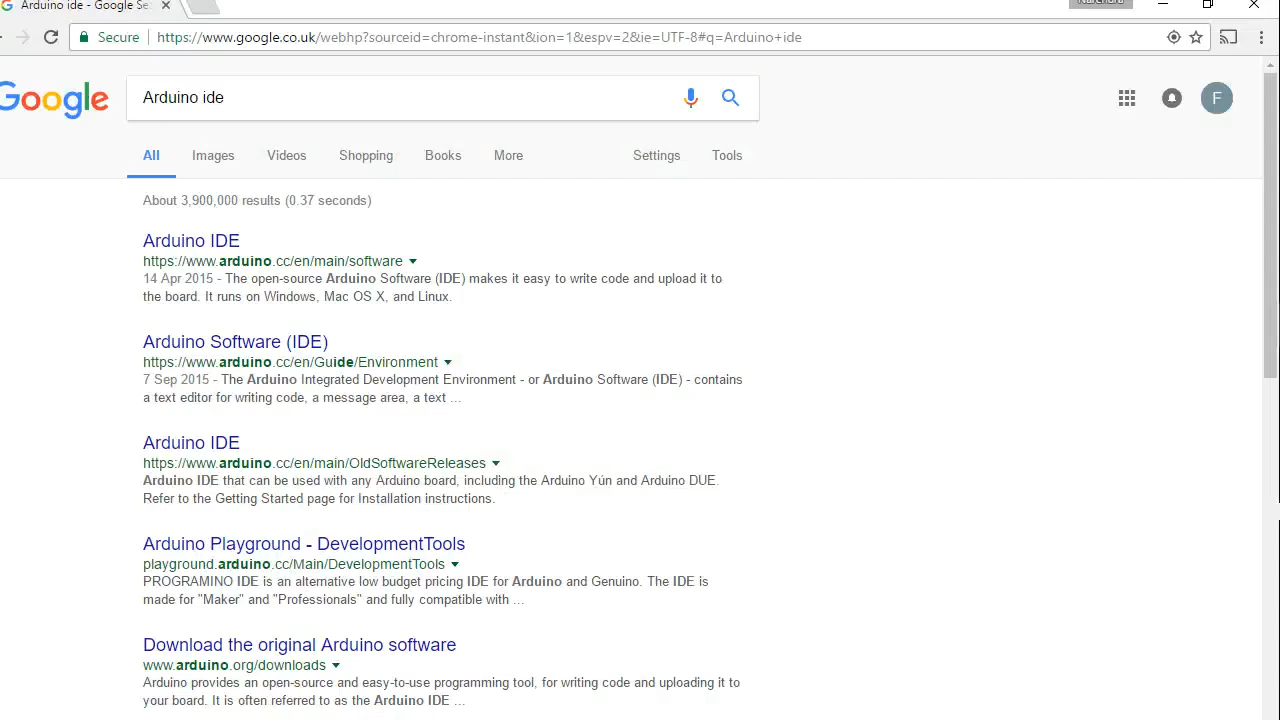 Arduino ide - Google Se
Narendra
Secure https://www.google.co.uk/webhp?sourceid=chrome-instant&ion=1&espv=2&ie=UTF-8#q=Arduino+ide
Google Arduino ide F
All Images Videos Shopping Books More Settings Tools
About 3,900,000 results (0.37 seconds)
Arduino IDE
https://www.arduino.cc/en/main/software
14 Apr 2015 - The open-source Arduino Software (IDE) makes it easy to write code and upload it to
the board. It runs on Windows, Mac OS X, and Linux.
Arduino Software (IDE)
https://www.arduino.cc/en/Guide/Environment
7 Sep 2015 - The Arduino Integrated Development Environment - or Arduino Software (IDE) - contains
a text editor for writing code, a message area, a text ...
Arduino IDE
https://www.arduino.cc/en/main/OldSoftwareReleases
Arduino IDE that can be used with any Arduino board, including the Arduino Yún and Arduino DUE.
Refer to the Getting Started page for Installation instructions.
Arduino Playground - DevelopmentTools
playground.arduino.cc/Main/DevelopmentTools
PROGRAMINO IDE is an alternative low budget pricing IDE for Arduino and Genuino. The IDE is
made for "Maker" and "Professionals" and fully compatible with ...
Download the original Arduino software
www.arduino.org/downloads
Arduino provides an open-source and easy-to-use programming tool, for writing code and uploading it to
your board. It is often referred to as the Arduino IDE ...